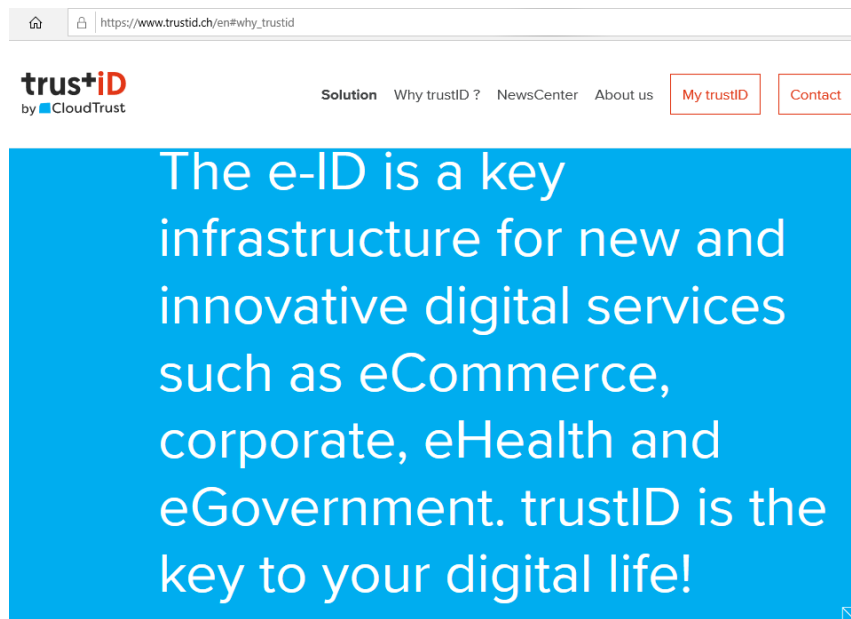 https://www.trustid.ch/en#why_trustid
trustiD
by CloudTrust
Solution Why trustID ? NewsCenter About us My trustID Contact
The e-ID is a key
infrastructure for new and
innovative digital services
such as eCommerce,
corporate, eHealth and
eGovernment. trustID is the
key to your digital life!